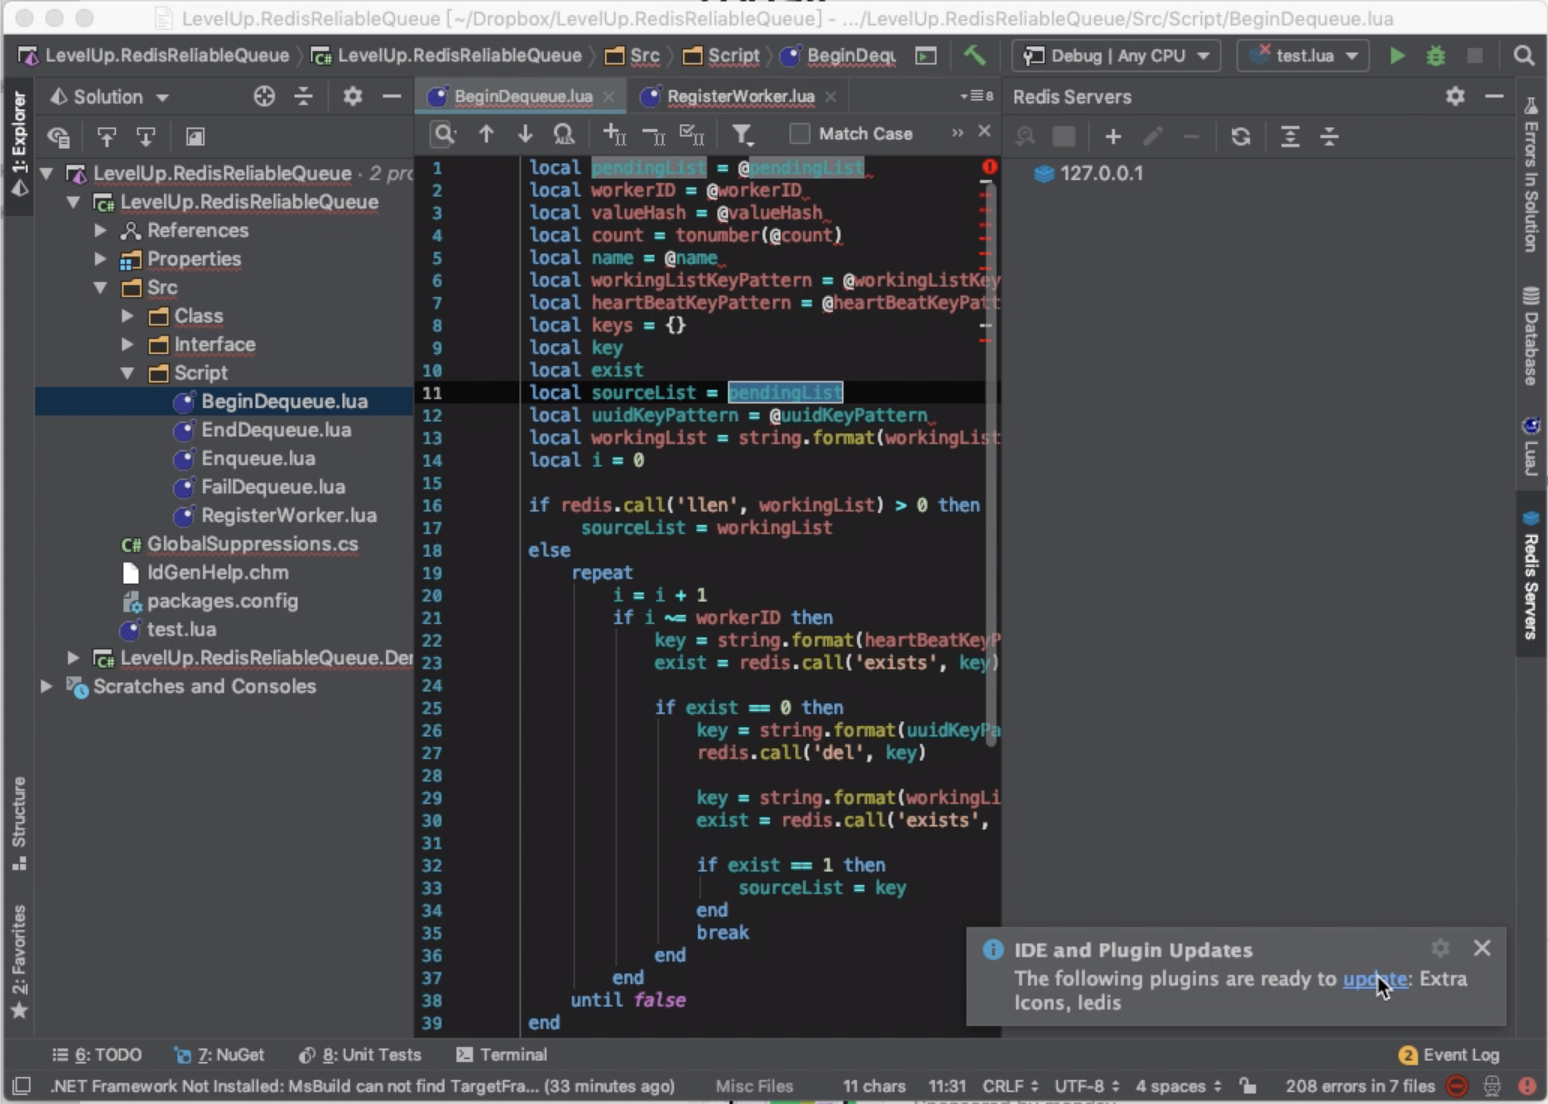 LevelUp.RedisReliableQueue [~/Dropbox/LevelUp.RedisReliableQueue] - .../LevelUp.RedisReliableQueue/Src/Script/BeginDequeue.lua
LevelUp.RedisReliableQueue LevelUp.RedisReliableQueue Src Script BeginDequ Debug | Any CPU test.lua
1: Explorer
Solution
BeginDequeue.lua RegisterWorker.lua 8
Redis Servers
Match Case
LevelUp.RedisReliableQueue · 2 pro
LevelUp.RedisReliableQueue
References
Properties
Src
Class
Interface
Script
BeginDequeue.lua
EndDequeue.lua
Enqueue.lua
FailDequeue.lua
RegisterWorker.lua
GlobalSuppressions.cs
IdGenHelp.chm
packages.config
test.lua
LevelUp.RedisReliableQueue.Der
Scratches and Consoles
Structure
2: Favorites
1 local pendingList = @pendingList
2 local workerID = @workerID
3 local valueHash = @valueHash
4 local count = tonumber(@count)
5 local name = @name
6 local workingListKeyPattern = @workingListKey
7 local heartBeatKeyPattern = @heartBeatKeyPatt
8 local keys = {}
9 local key
10 local exist
11 local sourceList = pendingList
12 local uuidKeyPattern = @uuidKeyPattern
13 local workingList = string.format(workingList
14 local i = 0
15
16 if redis.call('llen', workingList) > 0 then
17 sourceList = workingList
18 else
19 repeat
20 i = i + 1
21 if i ~= workerID then
22 key = string.format(heartBeatKeyP
23 exist = redis.call('exists', key)
24
25 if exist == 0 then
26 key = string.format(uuidKeyPa
27 redis.call('del', key)
28
29 key = string.format(workingLi
30 exist = redis.call('exists',
31
32 if exist == 1 then
33 sourceList = key
34 end
35 break
36 end
37 end
38 until false
39 end
127.0.0.1
Errors In Solution
Database
LuaJ
Redis Servers
IDE and Plugin Updates
The following plugins are ready to update: Extra
Icons, Iedis
6: TODO 7: NuGet 8: Unit Tests Terminal 2 Event Log
.NET Framework Not Installed: MsBuild can not find TargetFra... (33 minutes ago) Misc Files 11 chars 11:31 CRLF UTF-8 4 spaces 208 errors in 7 files